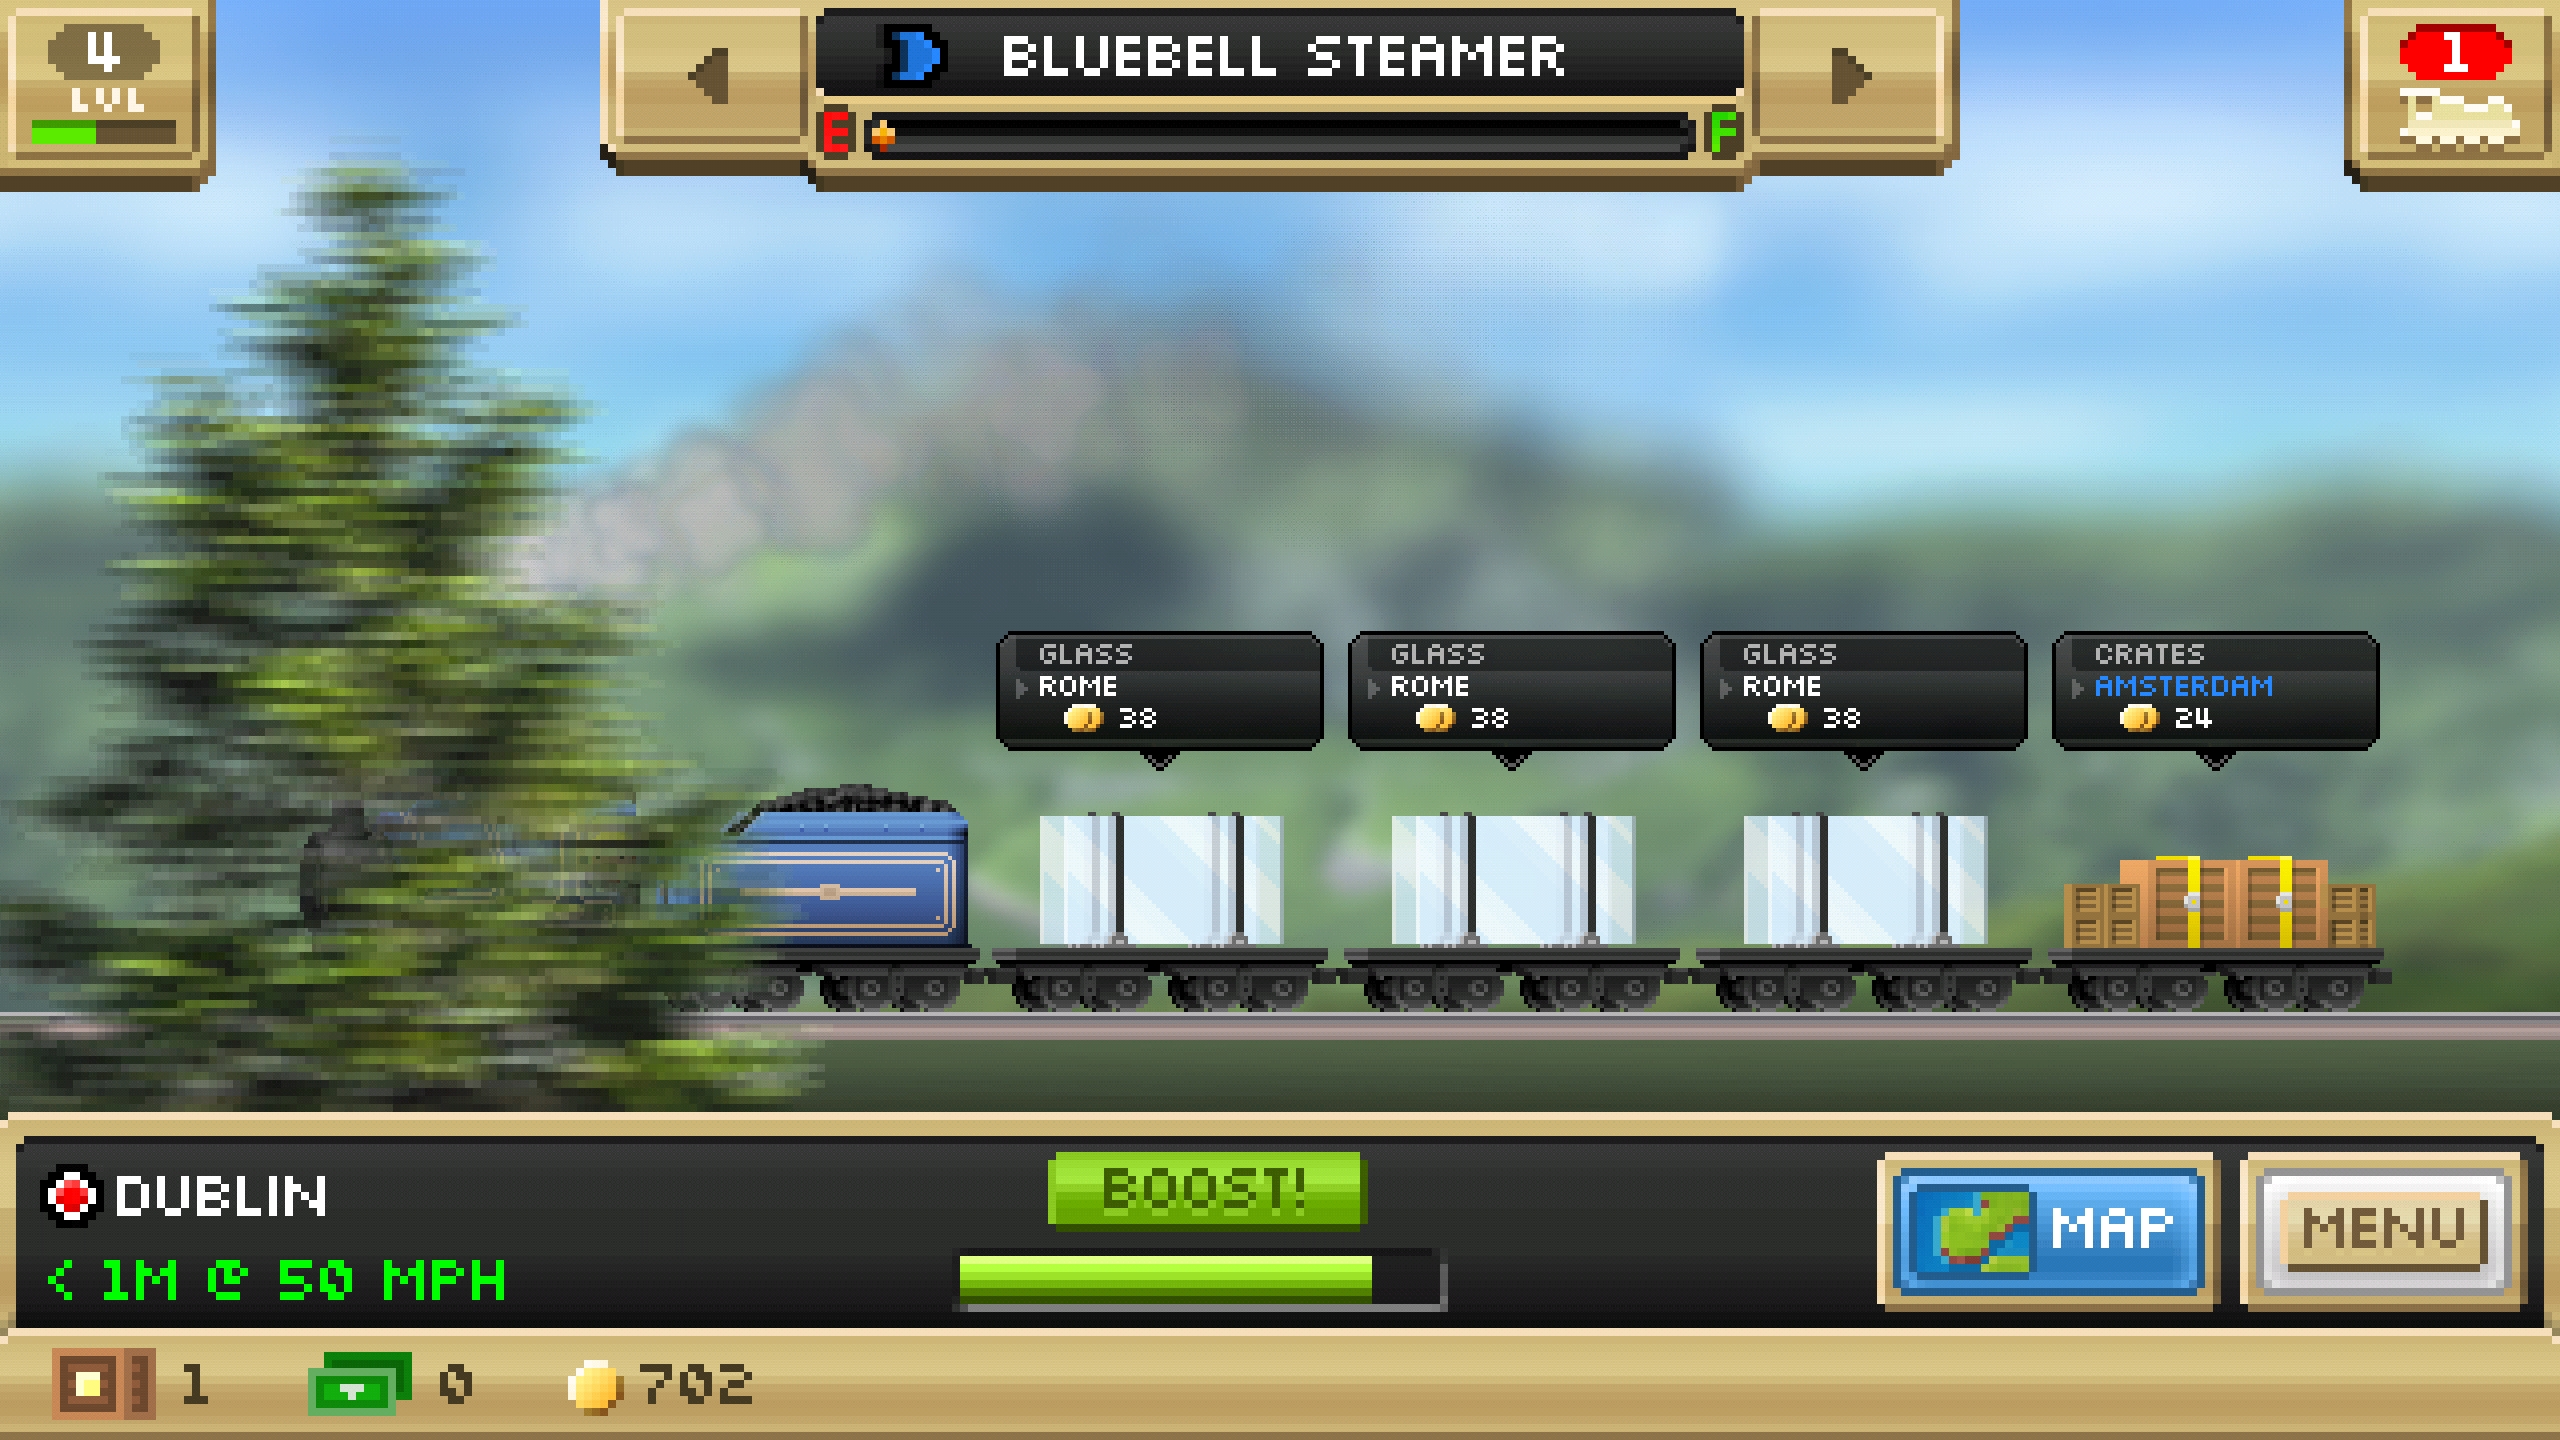 4
LVL
BLUEBELL STEAMER
E F
1
GLASS
ROME
38
GLASS
ROME
38
GLASS
ROME
38
CRATES
AMSTERDAM
24
DUBLIN
< 1M @ 50 MPH
BOOST!
MAP
MENU
1 0 702